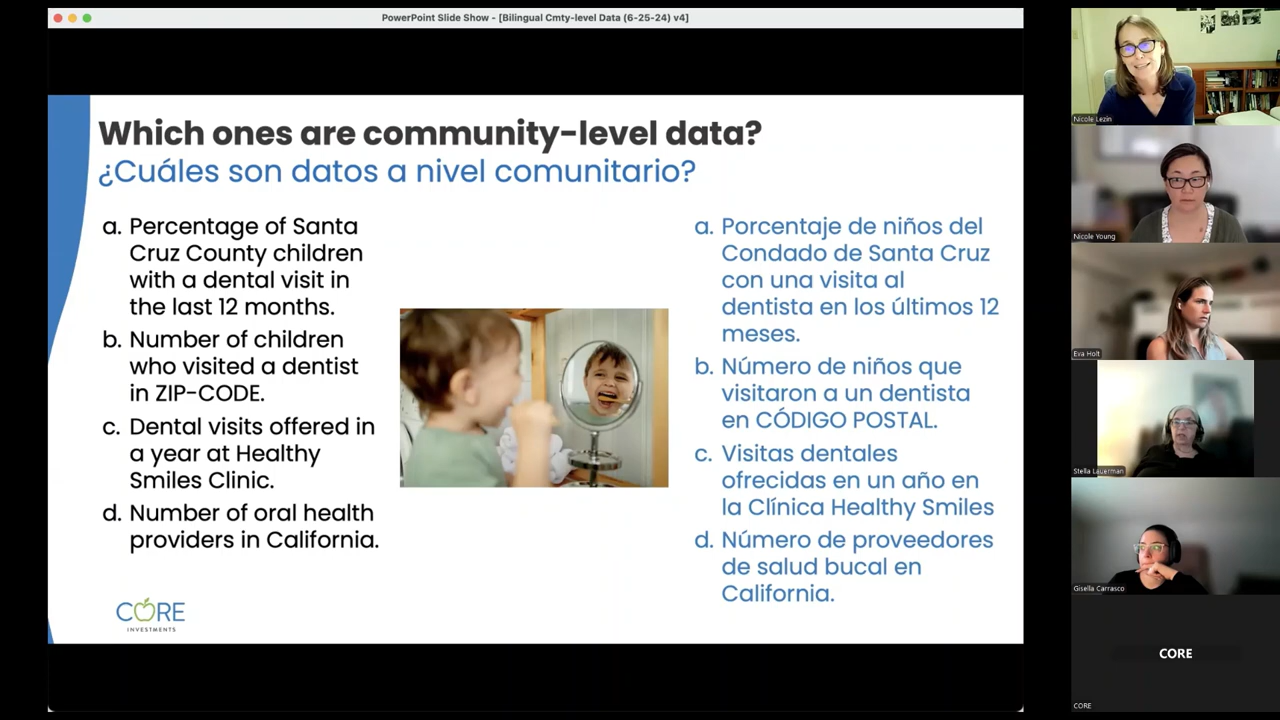 PowerPoint Slide Show - [Bilingual Cmty-level Data (6-25-24) v4]
Which ones are community-level data?
¿Cuáles son datos a nivel comunitario?
a. Percentage of Santa
Cruz County children
with a dental visit in
the last 12 months.
b. Number of children
who visited a dentist
in ZIP-CODE.
c. Dental visits offered in
a year at Healthy
Smiles Clinic.
d. Number of oral health
providers in California.
a. Porcentaje de niños del
Condado de Santa Cruz
con una visita al
dentista en los últimos 12
meses.
b. Número de niños que
visitaron a un dentista
en CÓDIGO POSTAL.
c. Visitas dentales
ofrecidas en un año en
la Clínica Healthy Smiles
d. Número de proveedores
de salud bucal en
California.
CORE
INVESTMENTS
Nicole Lezin
Nicole Young
Eva Holt
Stella Lauerman
Gisella Carrasco
CORE
CORE